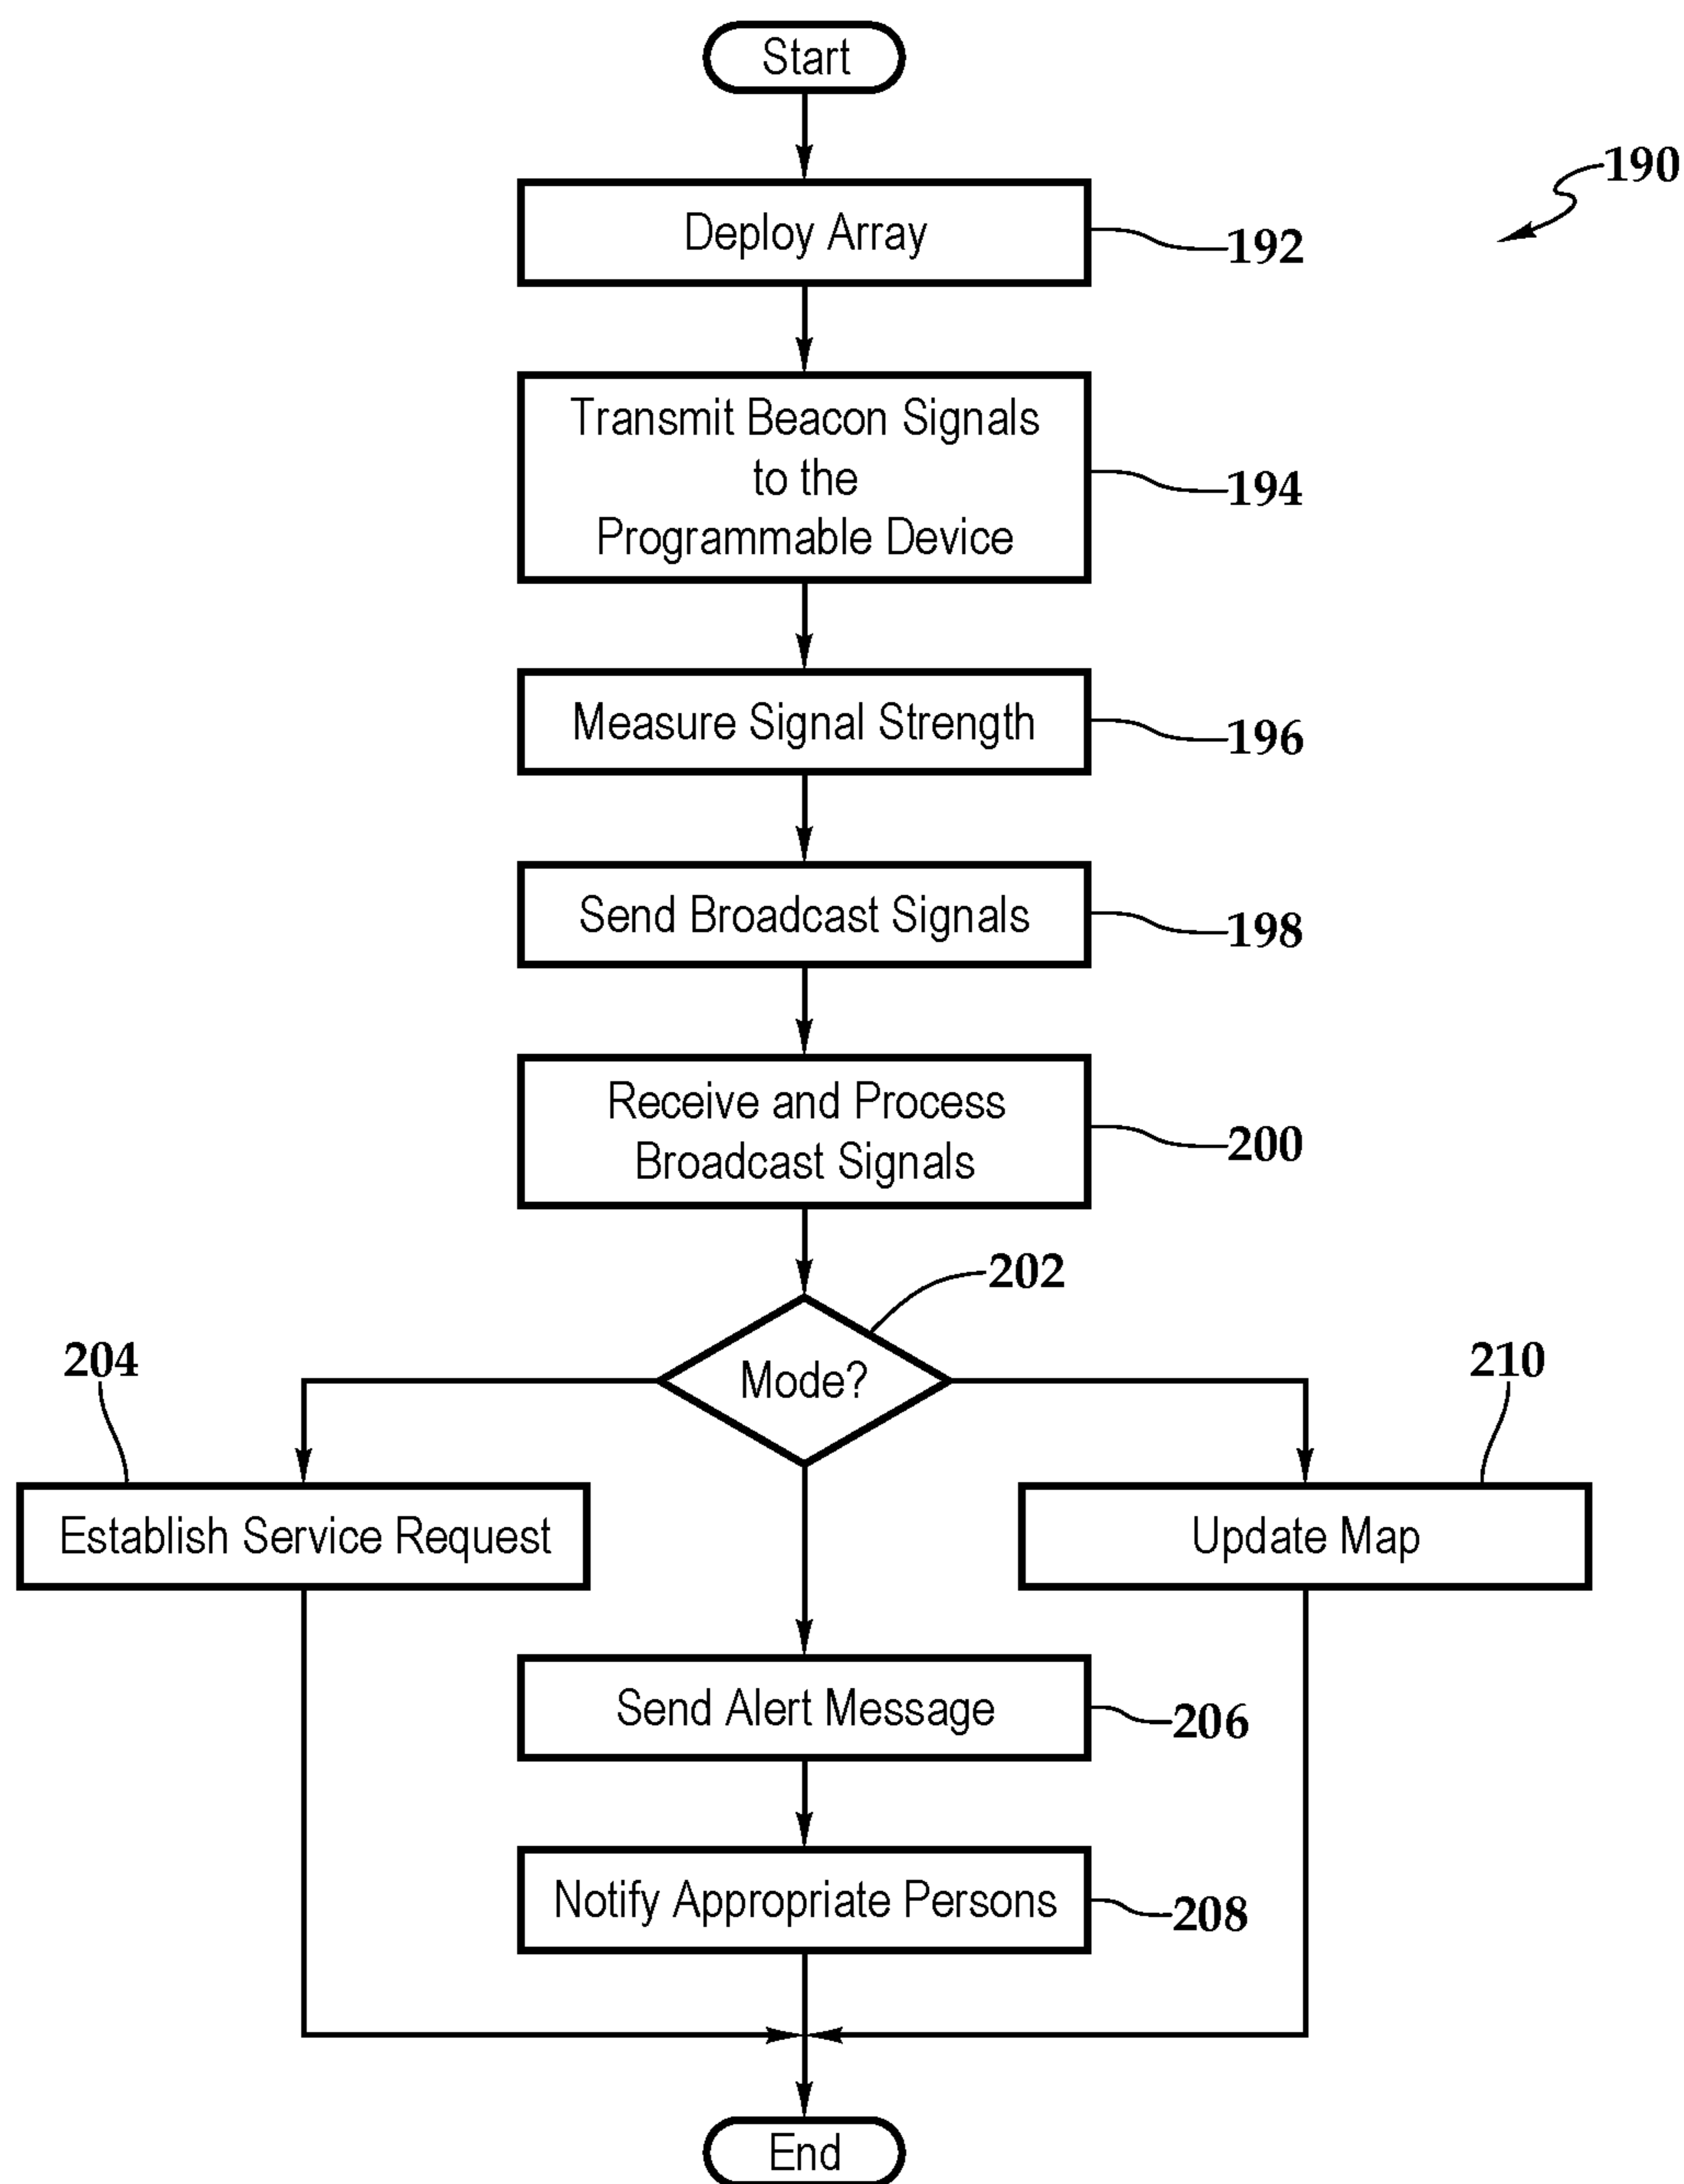 Start
190
Deploy Array
192
Transmit Beacon Signals
to the
Programmable Device
194
Measure Signal Strength
196
Send Broadcast Signals
198
Receive and Process
Broadcast Signals
200
202
Mode?
204
210
Establish Service Request
Update Map
Send Alert Message
206
Notify Appropriate Persons
208
End